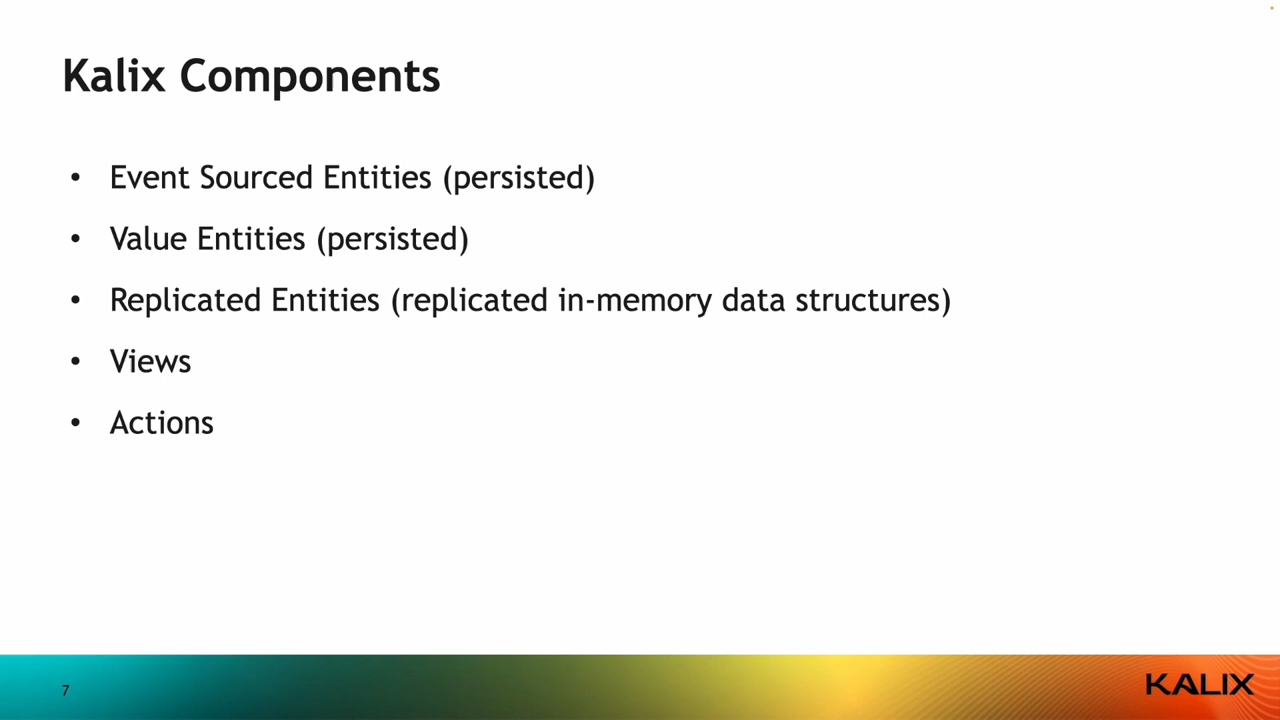 Kalix Components
• Event Sourced Entities (persisted)
• Value Entities (persisted)
• Replicated Entities (replicated in-memory data structures)
• Views
• Actions
7
KALIX